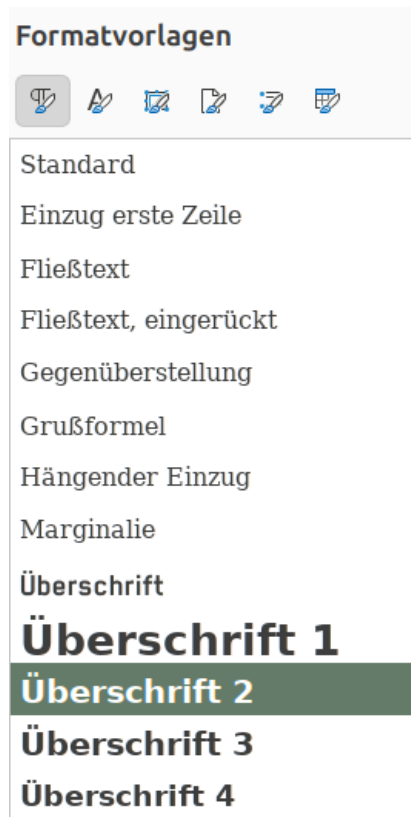 Formatvorlagen
Standard
Einzug erste Zeile
Fließtext
Fließtext, eingerückt
Gegenüberstellung
Grußformel
Hängender Einzug
Marginalie
Überschrift
Überschrift 1
Überschrift 2
Überschrift 3
Überschrift 4